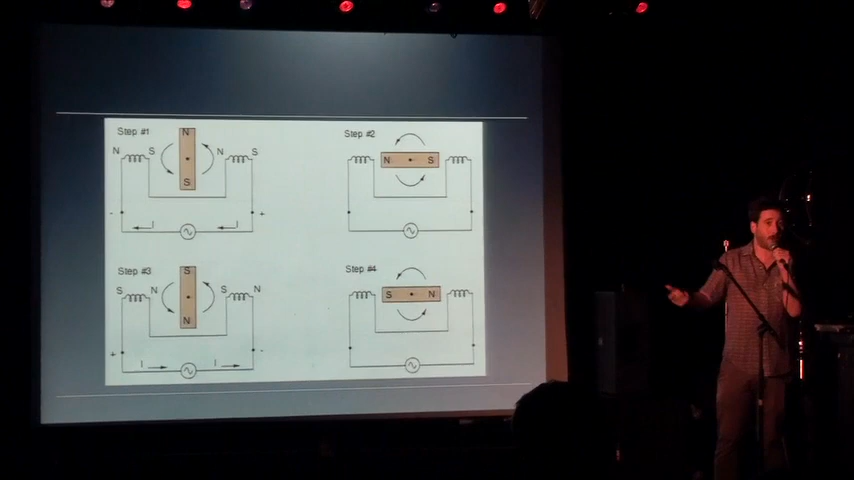 Step #1
N
N S N S
S
- +
I I
Step #2
N S
Step #3
S
S N S N
N
+ -
I I
Step #4
S N